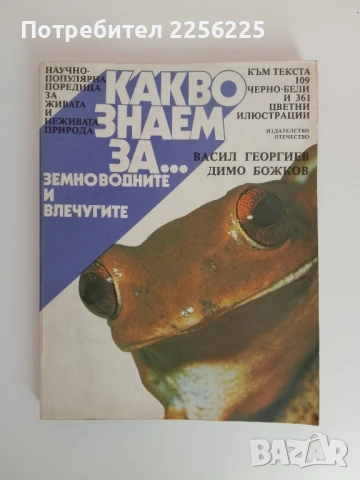 Потребител 22256234
НАУЧНО-
ПОПУЛЯРНА
ПОРЕДИЦА
ЗА
ЖИВАТА
И
НЕЖИВАТА
ПРИРОДА
КАКВО
ЗНАЕМ
ЗА...
ЗЕМНОВОДНИТЕ
И
ВЛЕЧУГИТЕ
КЪМ ТЕКСТА
109
ЧЕРНО-БЕЛИ
И 361
ЦВЕТНИ
ИЛЮСТРАЦИИ
ИЗДАТЕЛСТВО
ОТЕЧЕСТВО
ВАСИЛ ГЕОРГИЕВ
ДИМО БОЖКОВ
BAZAR